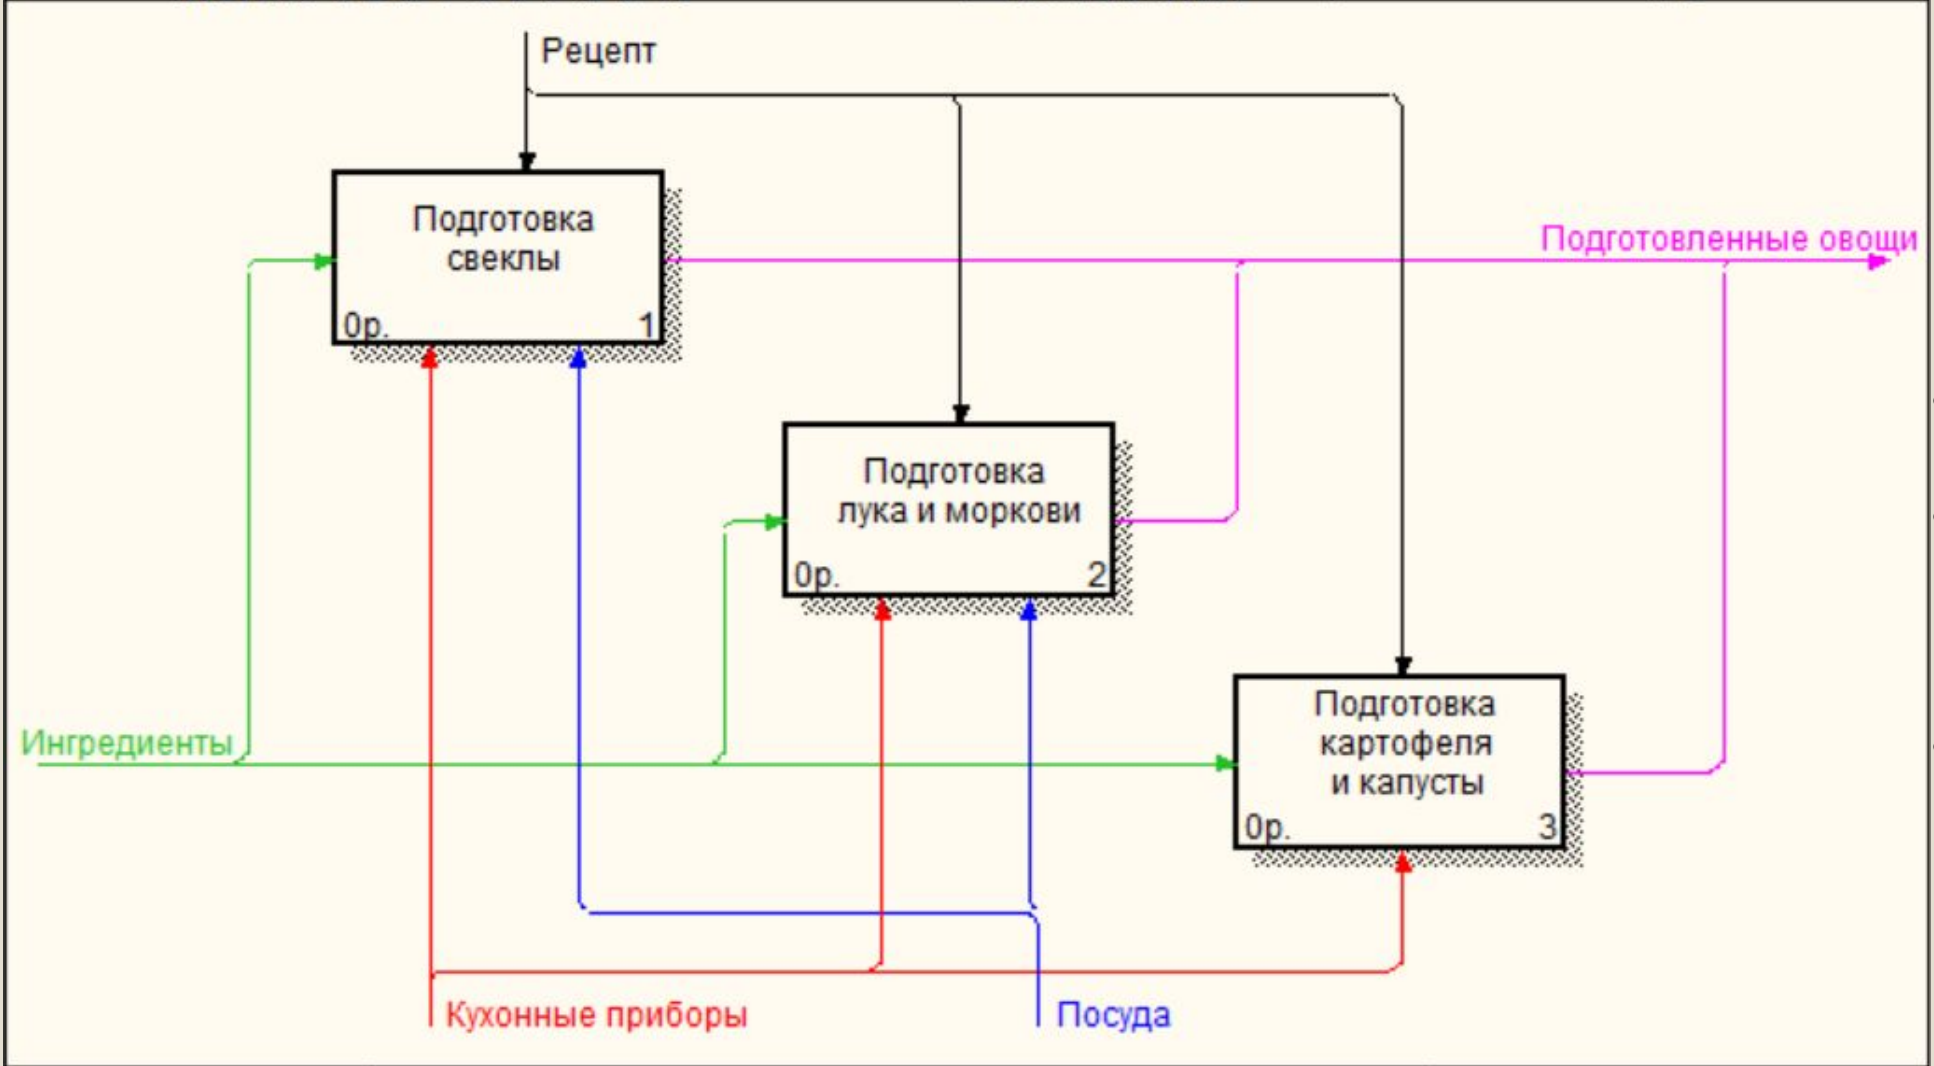 Рецепт
Подготовка
свеклы
0р.
1
Подготовленные овощи
Подготовка
лука и моркови
0р.
2
Ингредиенты
Подготовка
картофеля
и капусты
0р.
3
Кухонные приборы
Посуда